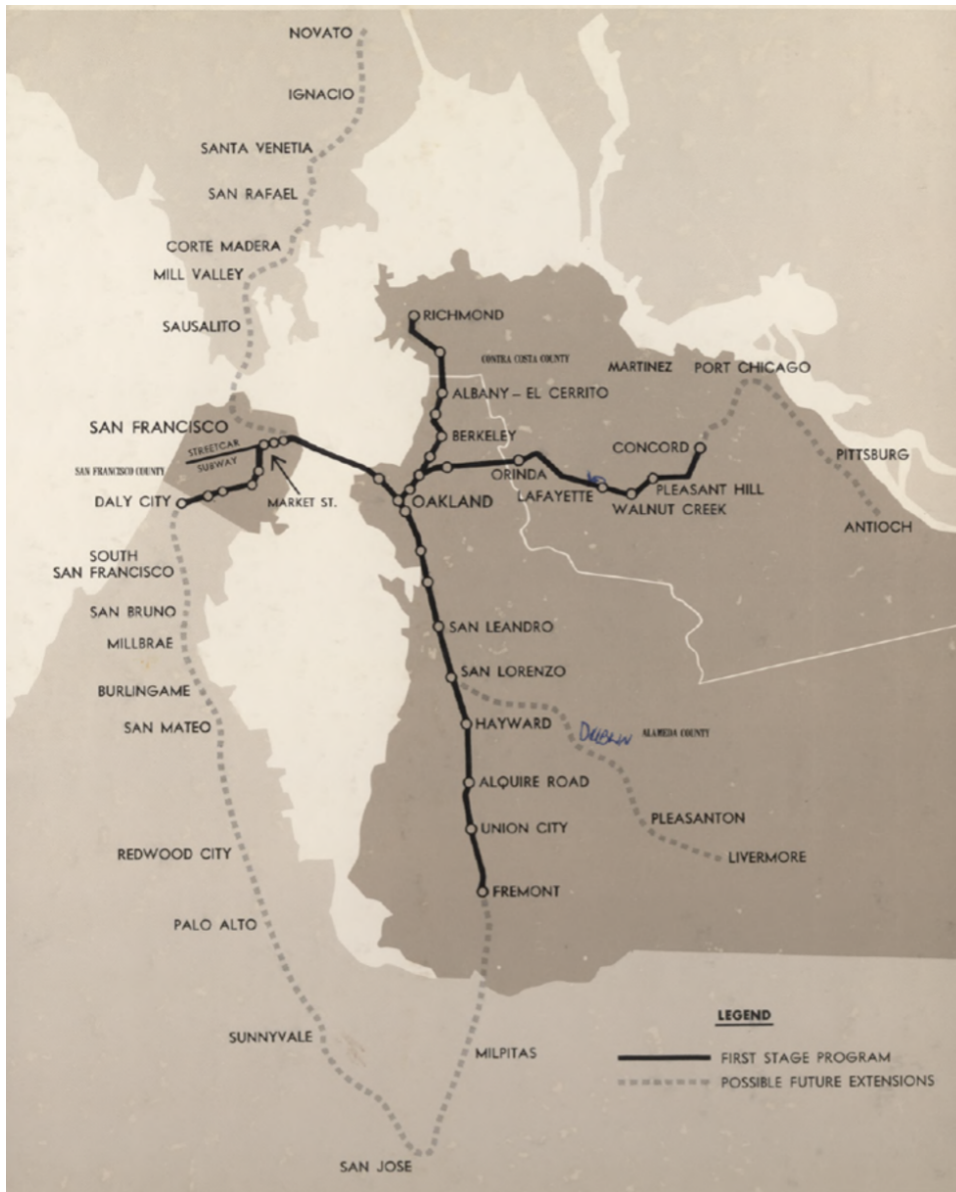 NOVATO
IGNACIO
SANTA VENETIA
SAN RAFAEL
CORTE MADERA
MILL VALLEY
SAUSALITO
RICHMOND
CONTRA COSTA COUNTY
MARTINEZ
PORT CHICAGO
ALBANY – EL CERRITO
SAN FRANCISCO
STREETCAR
SUBWAY
BERKELEY
CONCORD
PITTSBURG
SAN FRANCISCO COUNTY
ORINDA
LAFAYETTE
PLEASANT HILL
WALNUT CREEK
DALY CITY
MARKET ST.
OAKLAND
ANTIOCH
SOUTH
SAN FRANCISCO
SAN BRUNO
SAN LEANDRO
MILLBRAE
SAN LORENZO
BURLINGAME
SAN MATEO
HAYWARD
Dublin
ALAMEDA COUNTY
ALQUIRE ROAD
UNION CITY
PLEASANTON
REDWOOD CITY
LIVERMORE
FREMONT
PALO ALTO
SUNNYVALE
MILPITAS
SAN JOSE
LEGEND
FIRST STAGE PROGRAM
POSSIBLE FUTURE EXTENSIONS